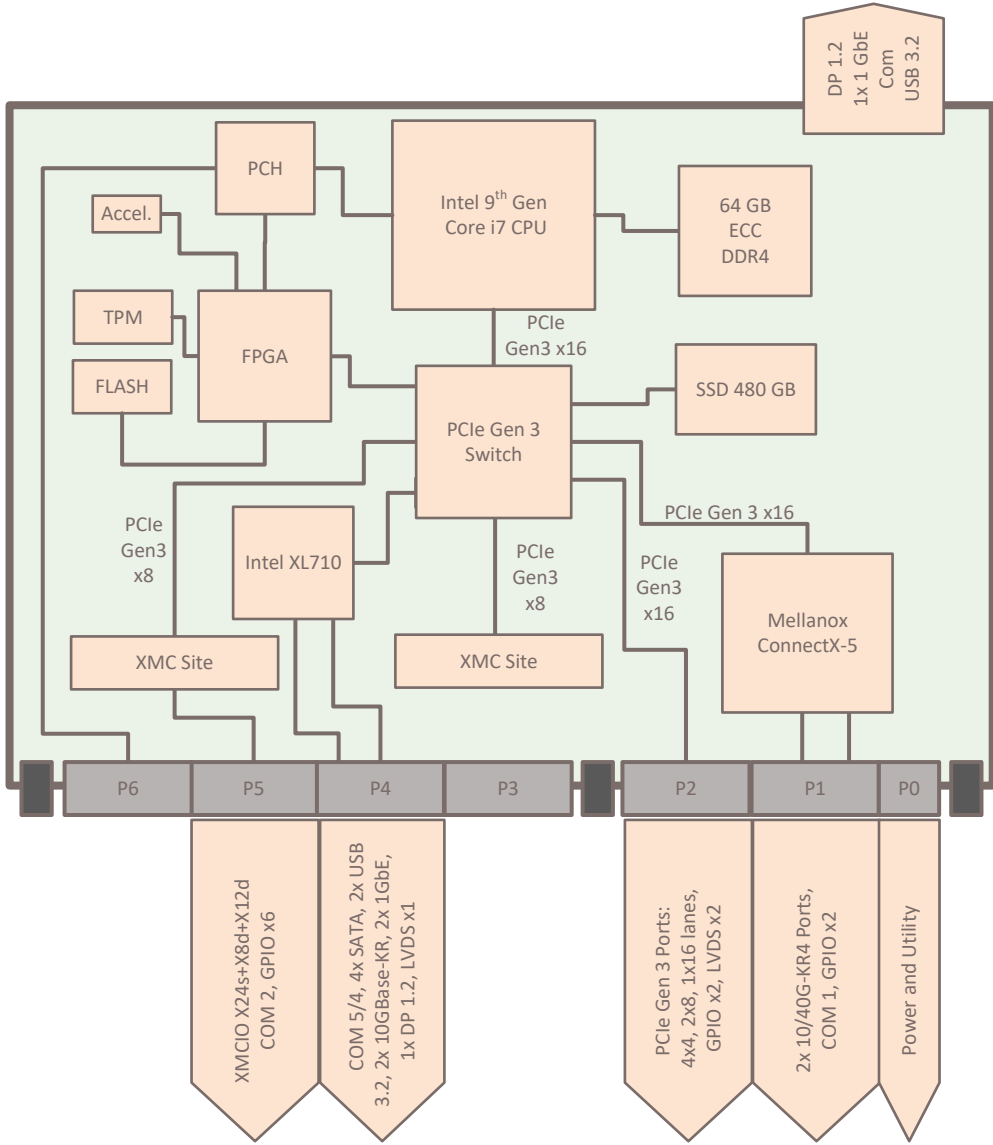 DP 1.2
1x 1 GbE
Com
USB 3.2
PCH
Intel 9th Gen
Core i7 CPU
64 GB
ECC
DDR4
Accel.
TPM
FPGA
FLASH
PCIe
Gen3 x16
SSD 480 GB
PCIe Gen 3
Switch
PCIe
Gen3
x8
Intel XL710
PCIe
Gen3
x8
PCIe
Gen3
x16
PCIe Gen 3 x16
Mellanox
ConnectX-5
XMC Site
XMC Site
P6
P5
P4
P3
P2
P1
P0
XMCIO X24s+X8d+X12d
COM 2, GPIO x6
COM 5/4, 4x SATA, 2x USB
3.2, 2x 10GBase-KR, 2x 1GbE,
1x DP 1.2, LVDS x1
PCIe Gen 3 Ports:
4x4, 2x8, 1x16 lanes,
GPIO x2, LVDS x2
2x 10/40G-KR4 Ports,
COM 1, GPIO x2
Power and Utility